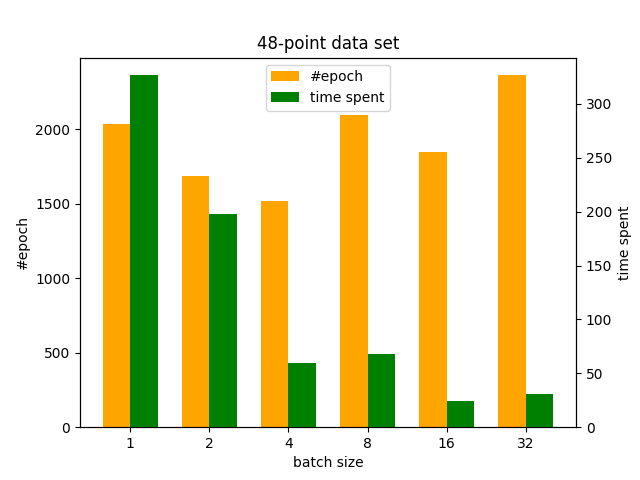 48-point data set
#epoch
time spent
2000
1500
1000
500
0
300
250
200
150
100
50
0
#epoch
time spent
1 2 4 8 16 32
batch size